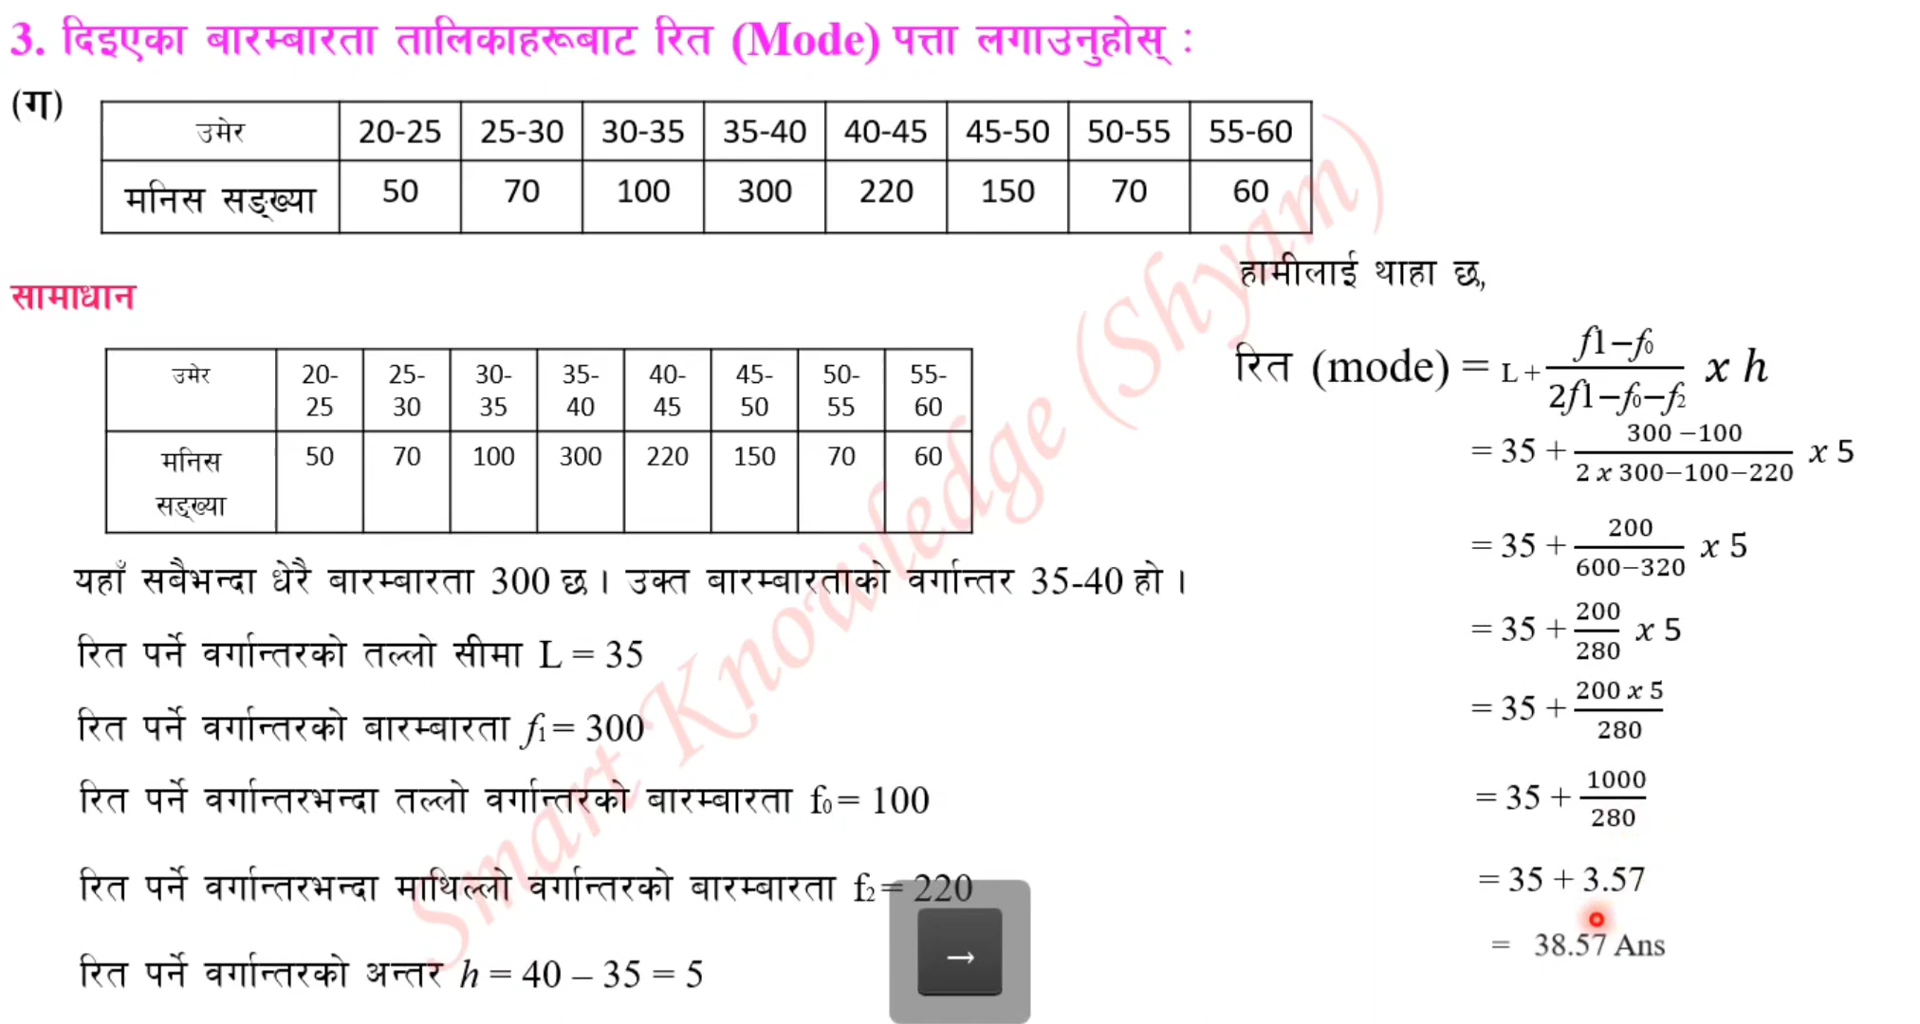 3. दिइएका बारम्बारता तालिकाहरूबाट रित (Mode) पत्ता लगाउनुहोस् :
(ग)
उमेर 20-25 25-30 30-35 35-40 40-45 45-50 50-55 55-60
मनिस सङ्ख्या 50 70 100 300 220 150 70 60
सामाधान
उमेर 20-25 25-30 30-35 35-40 40-45 45-50 50-55 55-60
मनिस सङ्ख्या 50 70 100 300 220 150 70 60
यहाँ सबैभन्दा धेरै बारम्बारता 300 छ । उक्त बारम्बारताको वर्गान्तर 35-40 हो ।
रित पर्ने वर्गान्तरको तल्लो सीमा L = 35
रित पर्ने वर्गान्तरको बारम्बारता f₁ = 300
रित पर्ने वर्गान्तरभन्दा तल्लो वर्गान्तरको बारम्बारता f₀ = 100
रित पर्ने वर्गान्तरभन्दा माथिल्लो वर्गान्तरको बारम्बारता f₂ = 220
रित पर्ने वर्गान्तरको अन्तर h = 40 – 35 = 5
→
हामीलाई थाहा छ,
रित (mode) = L + (f1−f₀)/(2f1−f₀−f₂) x h
= 35 + (300 −100)/(2 x 300−100−220) x 5
= 35 + 200/(600−320) x 5
= 35 + 200/280 x 5
= 35 + (200 x 5)/280
= 35 + 1000/280
= 35 + 3.57
= 38.57 Ans
Smart Knowledge (Shyam)